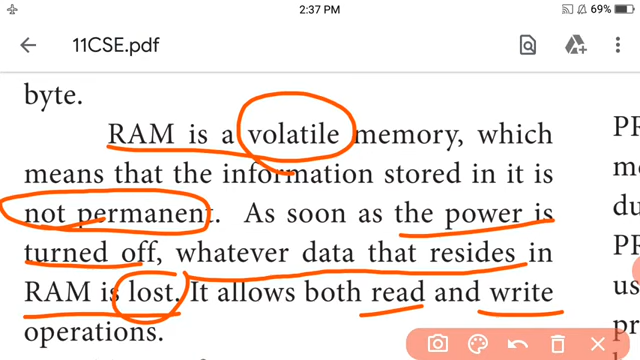 2:37 PM
69%
11CSE.pdf
byte.
RAM is a volatile memory, which
means that the information stored in it is
not permanent. As soon as the power is
turned off, whatever data that resides in
RAM is lost. It allows both read and write
operations.
PR
me
du
PR
us
pr